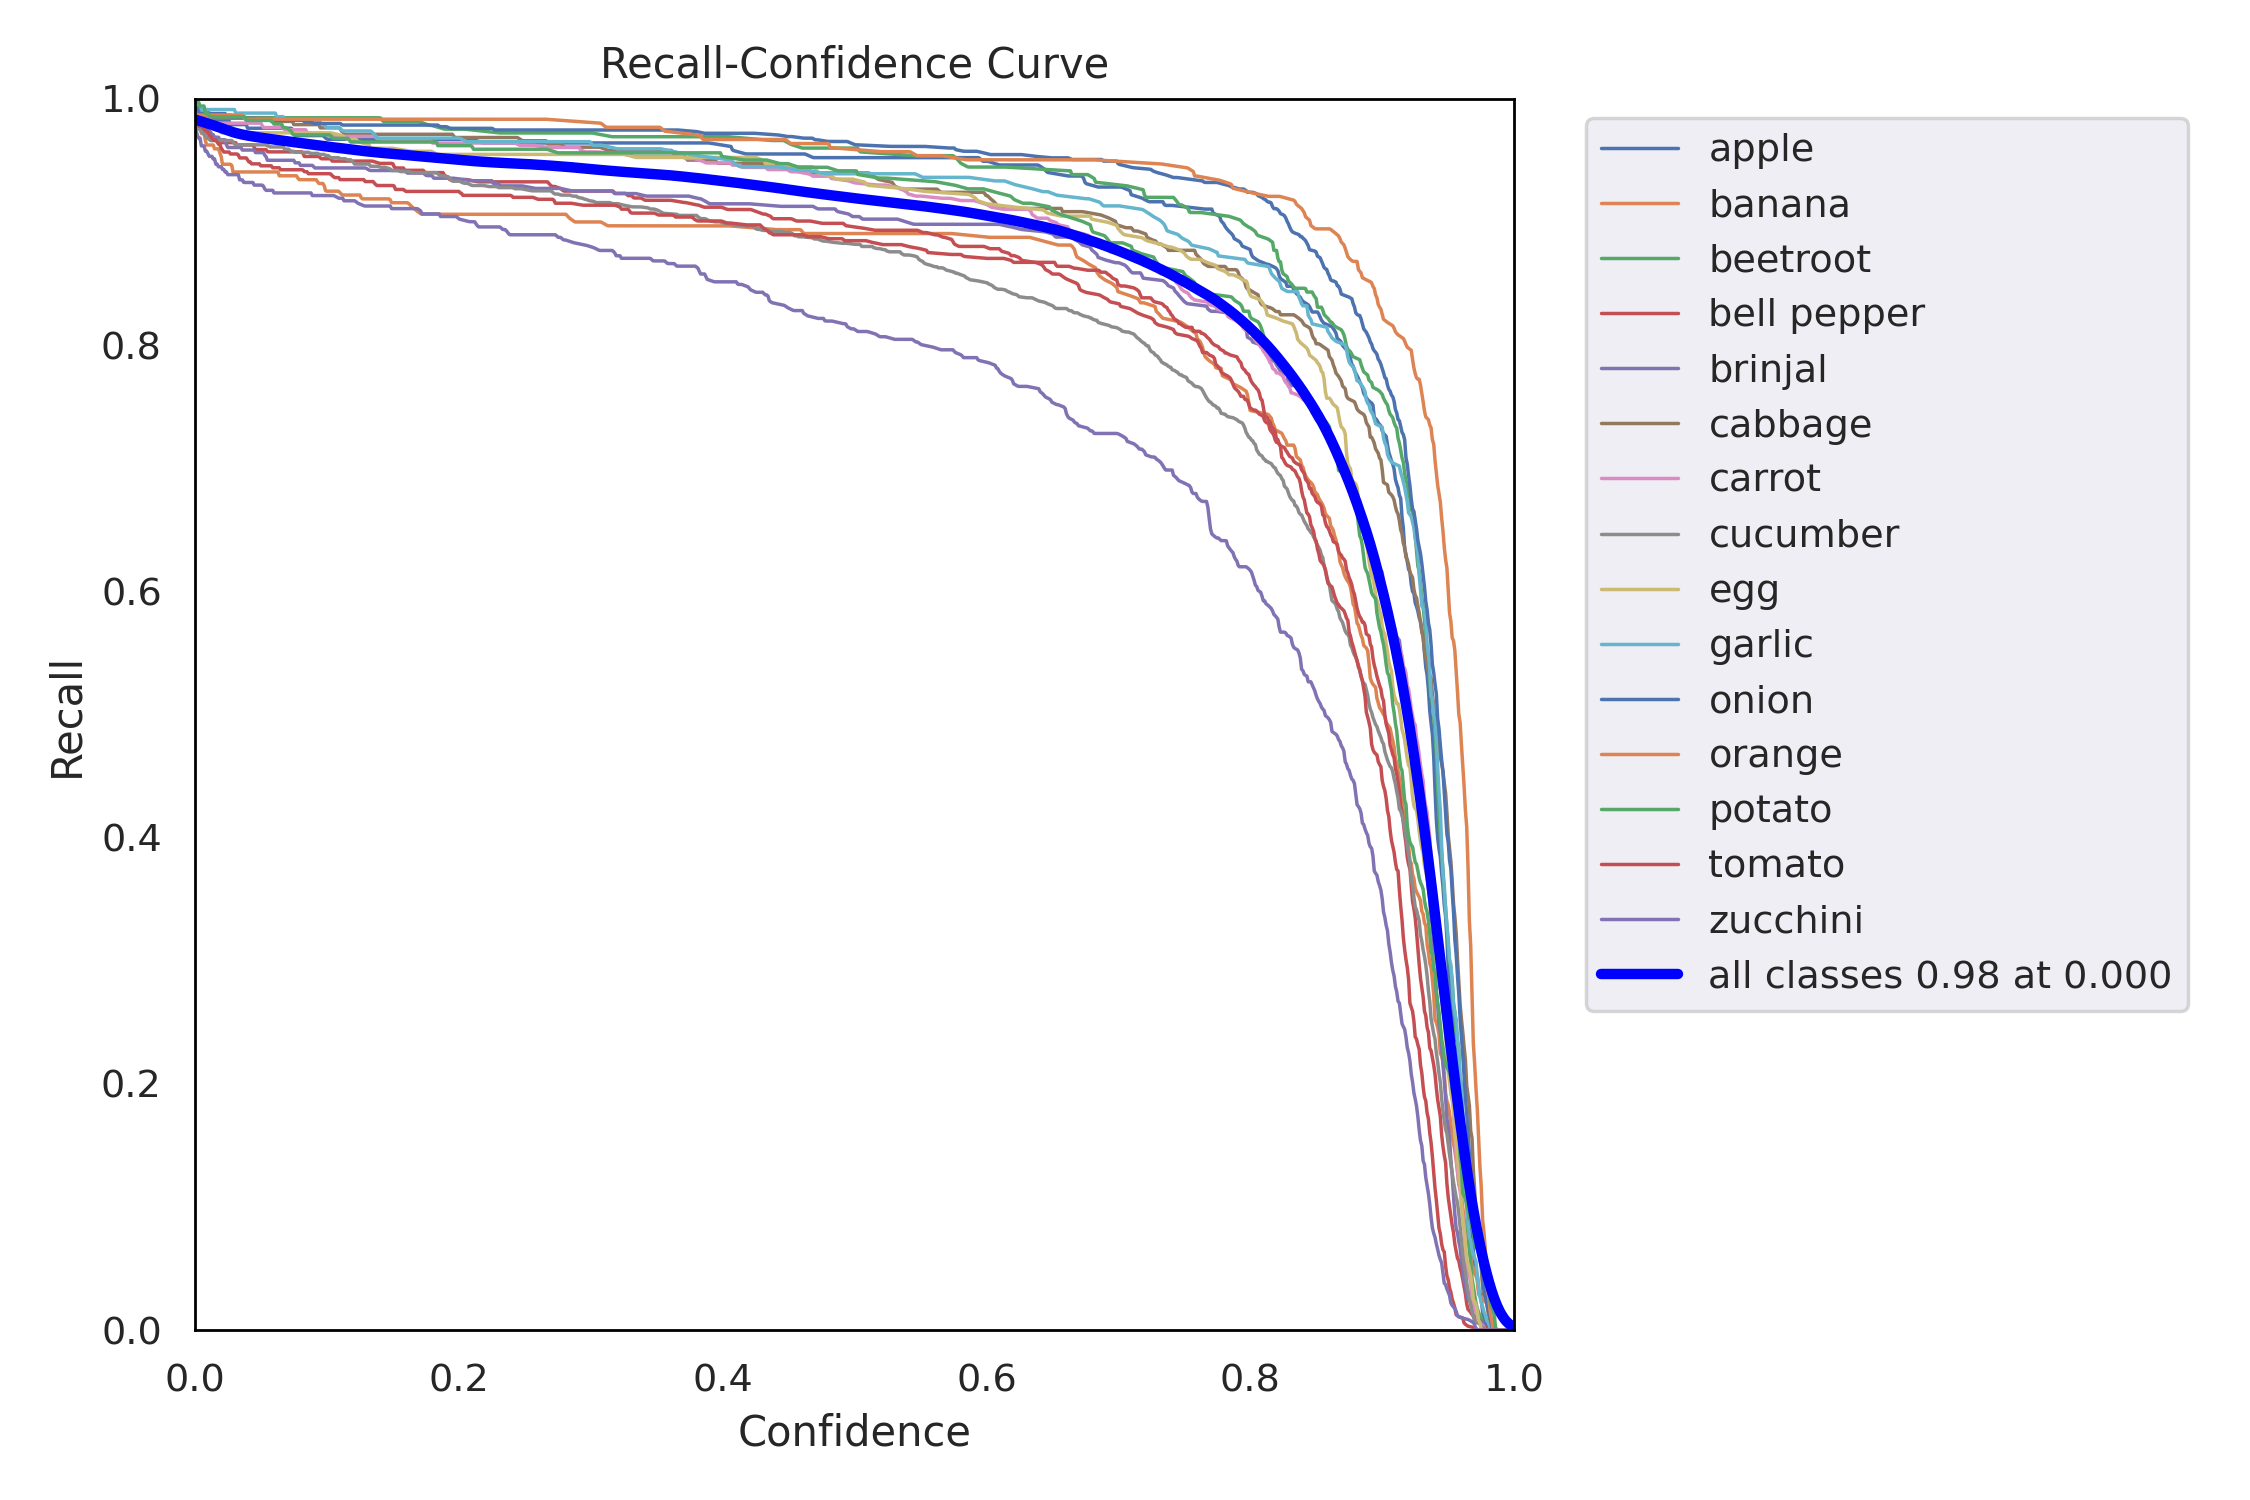 Recall-Confidence Curve
1.0
0.8
0.6
0.4
0.2
0.0
Recall
0.0 0.2 0.4 0.6 0.8 1.0
Confidence
apple
banana
beetroot
bell pepper
brinjal
cabbage
carrot
cucumber
egg
garlic
onion
orange
potato
tomato
zucchini
all classes 0.98 at 0.000